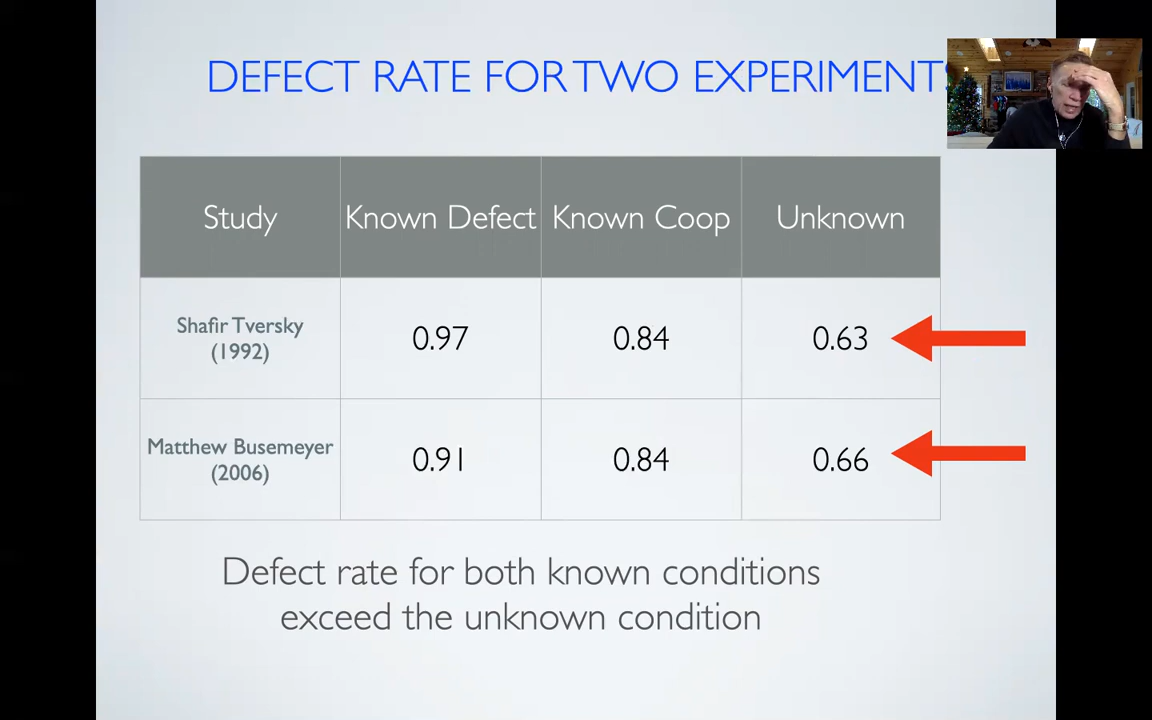 DEFECT RATE FOR TWO EXPERIMENTS
Study Known Defect Known Coop Unknown
Shafir Tversky
(1992)
0.97 0.84 0.63
Matthew Busemeyer
(2006)
0.91 0.84 0.66
Defect rate for both known conditions
exceed the unknown condition